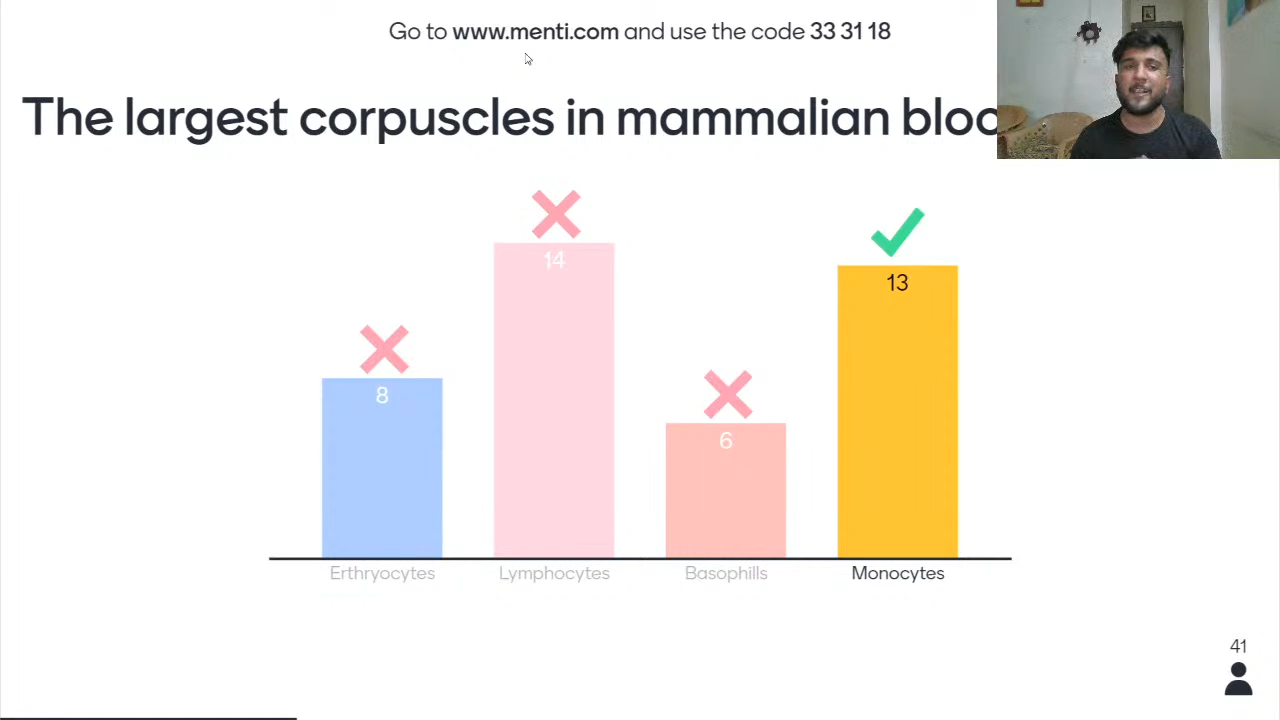 Go to www.menti.com and use the code 33 31 18
The largest corpuscles in mammalian
14
13
8
6
Erthryocytes Lymphocytes Basophills Monocytes
41